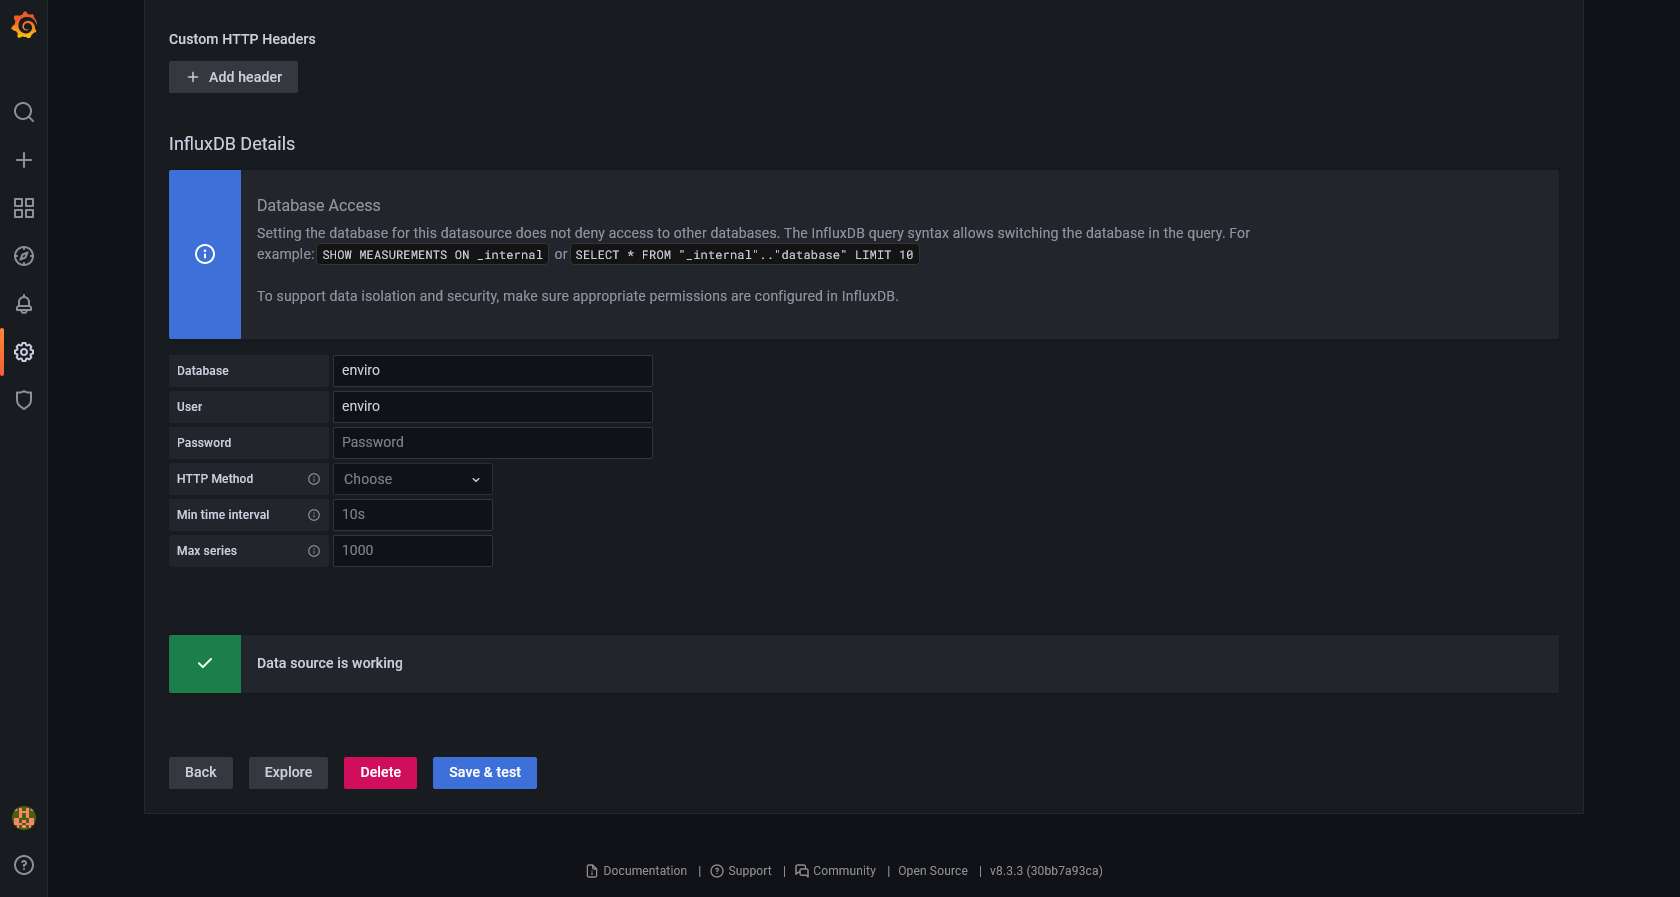 Custom HTTP Headers
Add header
InfluxDB Details
Database Access
Setting the database for this datasource does not deny access to other databases. The InfluxDB query syntax allows switching the database in the query. For
example: SHOW MEASUREMENTS ON _internal or SELECT * FROM "_internal".."database" LIMIT 10
To support data isolation and security, make sure appropriate permissions are configured in InfluxDB.
Database enviro
User enviro
Password Password
HTTP Method Choose
Min time interval 10s
Max series 1000
Data source is working
Back Explore Delete Save & test
Documentation | Support | Community | Open Source | v8.3.3 (30bb7a93ca)